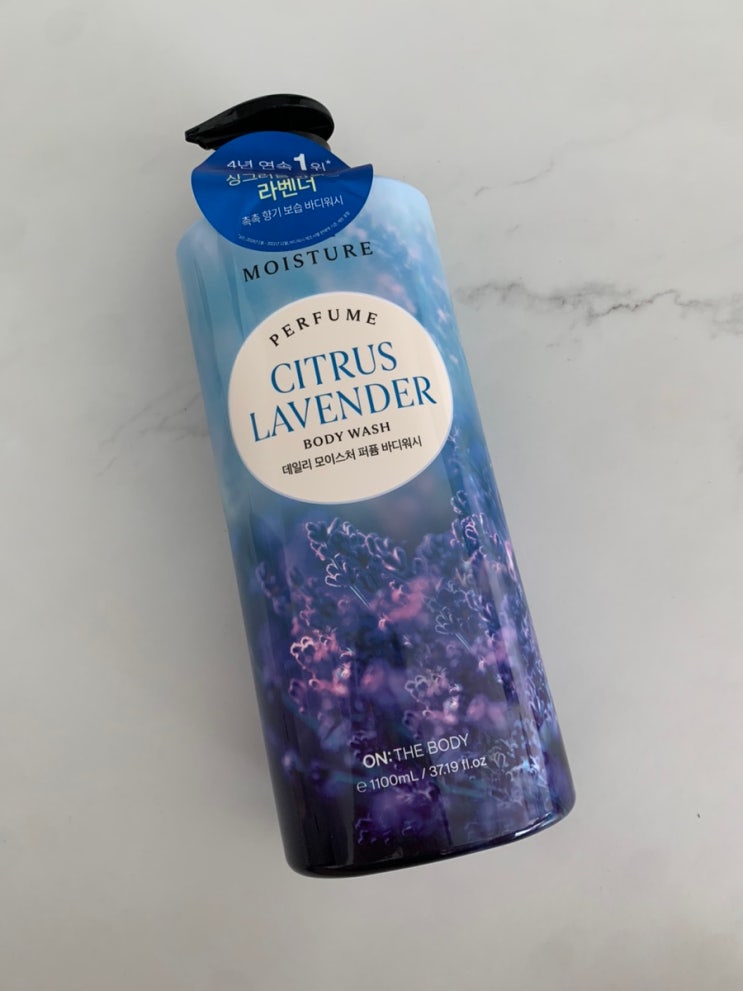 4년 연속 1위*
라벤더
촉촉 향기 보습 바디워시
MOISTURE
PERFUME
CITRUS
LAVENDER
BODY WASH
데일리 모이스처 퍼퓸 바디워시
ON: THE BODY
℮ 1100mL / 37.19 fl.oz